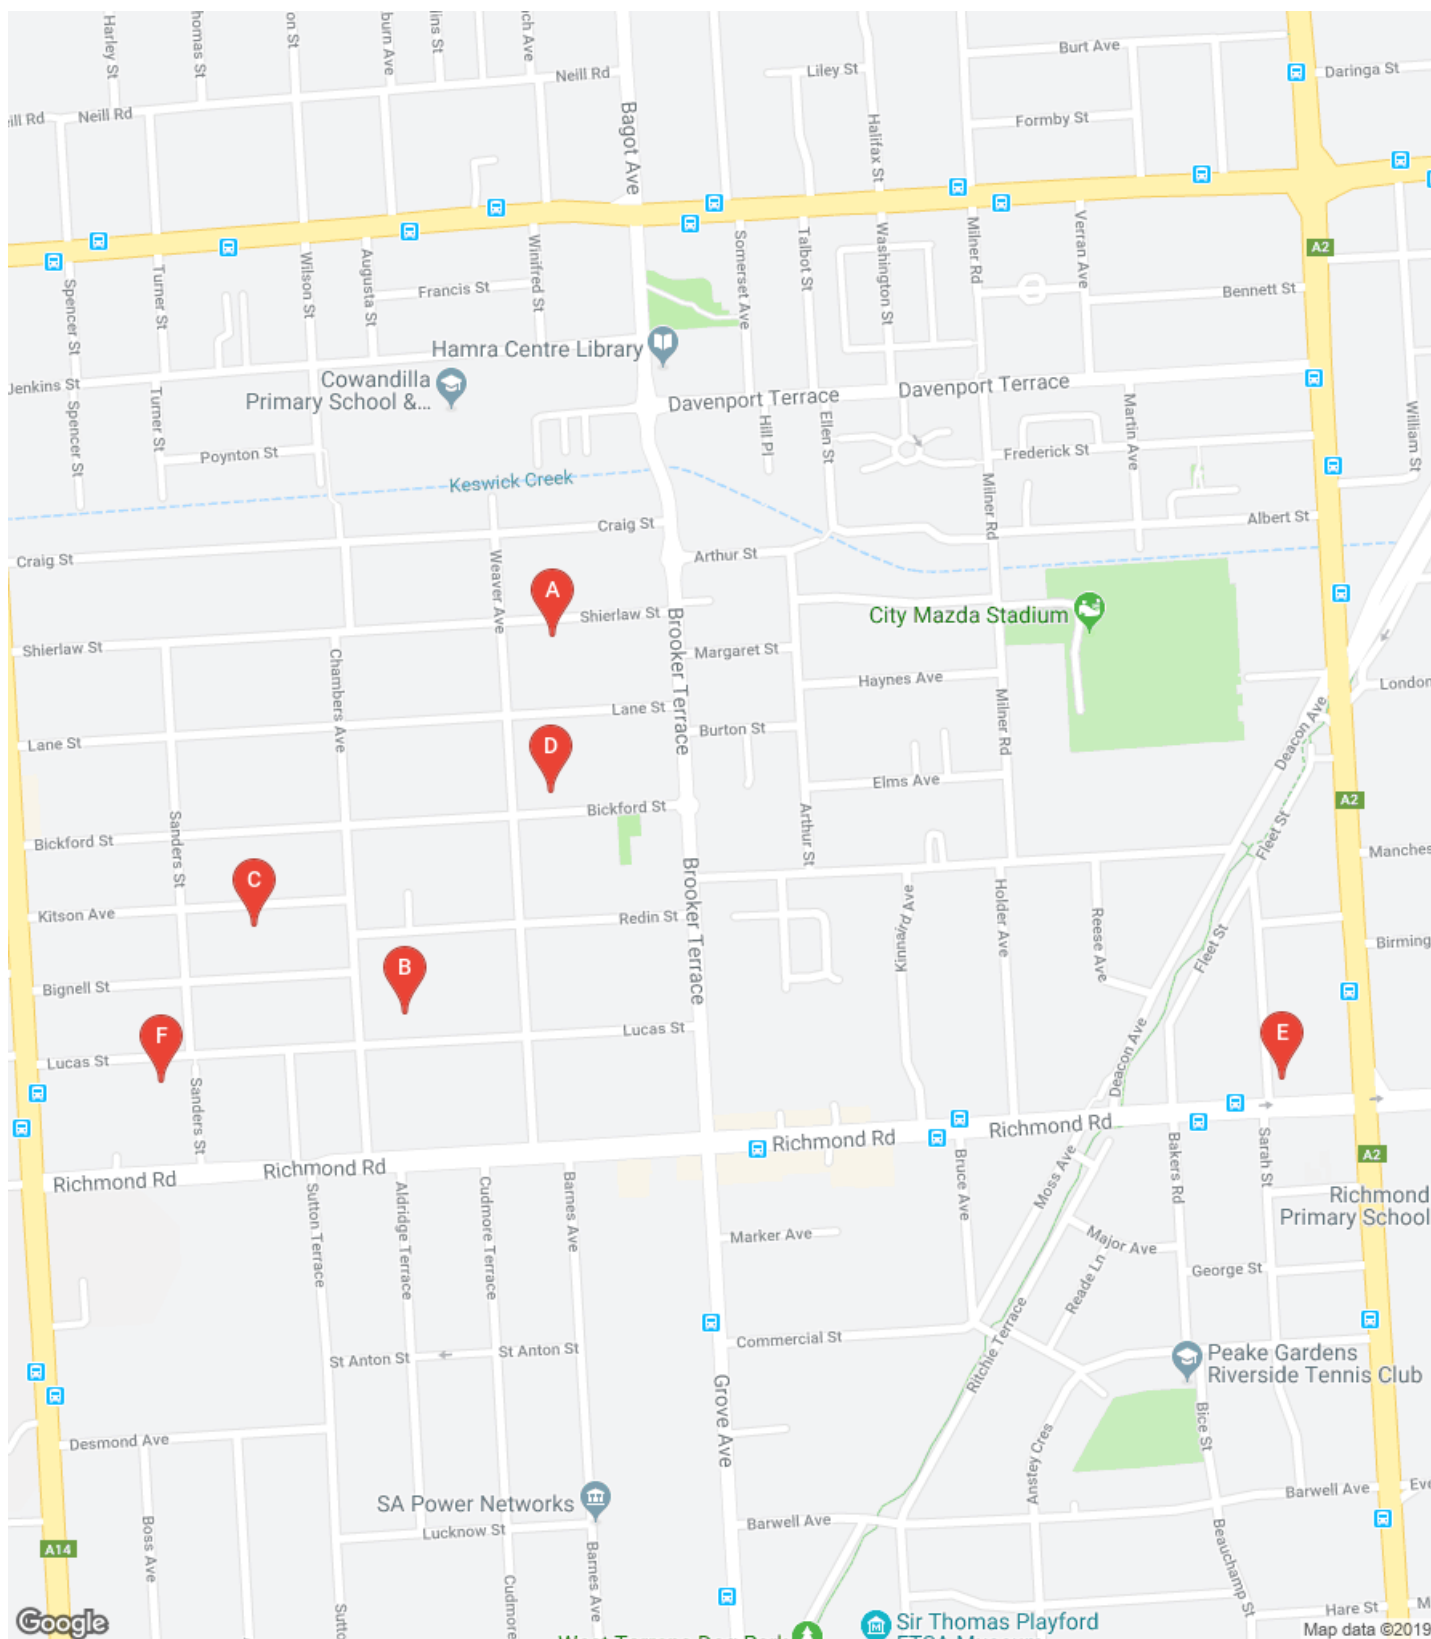 Harley St
homas St
on St
burn Ave
ins St
ch Ave
Neill Rd
ill Rd
Neill Rd
Bagot Ave
Liley St
Halifax St
Burt Ave
Formby St
Daringa St
Spencer St
Turner St
Wilson St
Augusta St
Francis St
Winifred St
Somerset Ave
Talbot St
Washington St
Milner Rd
Verran Ave
A2
Bennett St
Jenkins St
Hamra Centre Library
Cowandilla
Primary School &...
Davenport Terrace
Davenport Terrace
Spencer St
Turner St
Poynton St
Hill Pl
Ellen St
Frederick St
Martin Ave
William St
Keswick Creek
Milner Rd
Craig St
Craig St
Albert St
Arthur St
Weaver Ave
A
Shierlaw St
Shierlaw St
Brooker Terrace
City Mazda Stadium
Margaret St
Chambers Ave
Haynes Ave
London
Lane St
Lane St
Burton St
Milner Rd
Deacon Ave
D
Elms Ave
A2
Bickford St
Bickford St
Sanders St
Arthur St
Fleet St
Manches
C
Kitson Ave
Redin St
Brooker Terrace
Kinnaird Ave
Holder Ave
Reese Ave
Fleet St
Birming
B
Bignell St
Lucas St
F
Lucas St
Deacon Ave
E
Sanders St
Richmond Rd
Richmond Rd
Richmond Rd
Richmond Rd
Bruce Ave
Moss Ave
Bakers Rd
Sarah St
A2
Richmond
Primary School
Sutton Terrace
Aldridge Terrace
Cudmore Terrace
Barnes Ave
Marker Ave
Major Ave
Reade Ln
George St
Commercial St
Ritchie Terrace
St Anton St
St Anton St
Peake Gardens
Riverside Tennis Club
Grove Ave
Bice St
Desmond Ave
Anstey Cres
SA Power Networks
Lucknow St
Barwell Ave
Barwell Ave
Eve
A14
Boss Ave
Barnes Ave
Beauchamp St
Sutto
Cudmore
Hare St
M
Google
Sir Thomas Playford
Map data ©2019